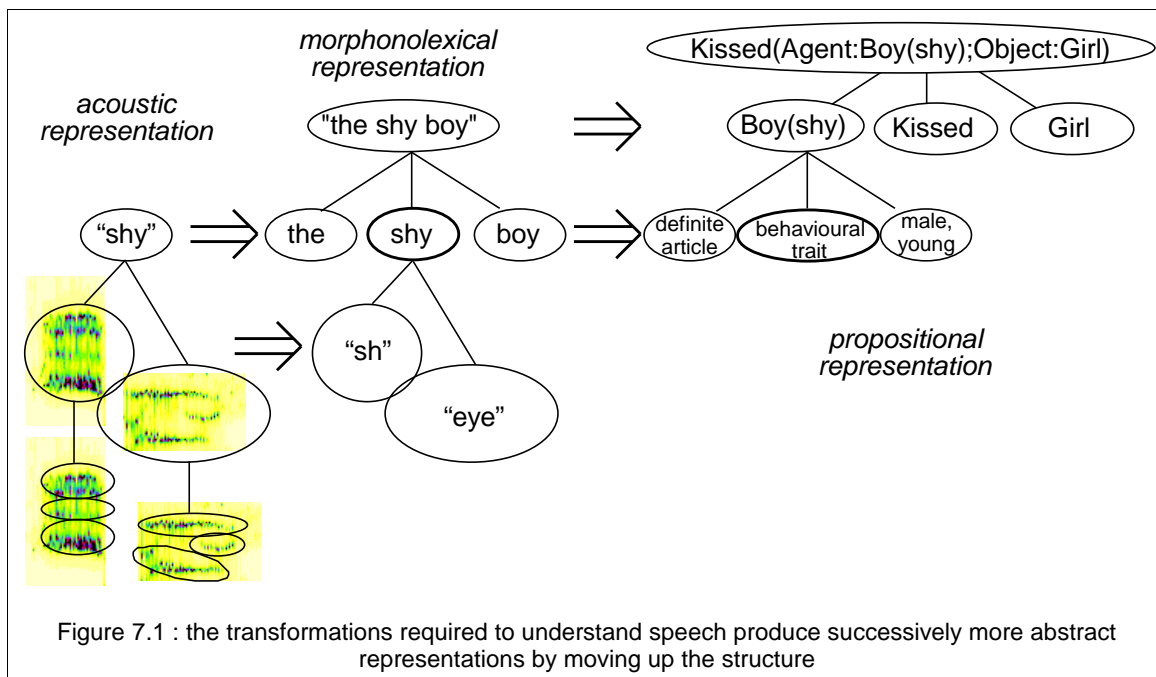 morphonolexical
representation
Kissed(Agent:Boy(shy);Object:Girl)
acoustic
representation
"the shy boy"
Boy(shy)
Kissed
Girl
“shy”
the
shy
boy
definite
article
behavioural
trait
male,
young
“sh”
“eye”
propositional
representation
Figure 7.1 : the transformations required to understand speech produce successively more abstract
representations by moving up the structure